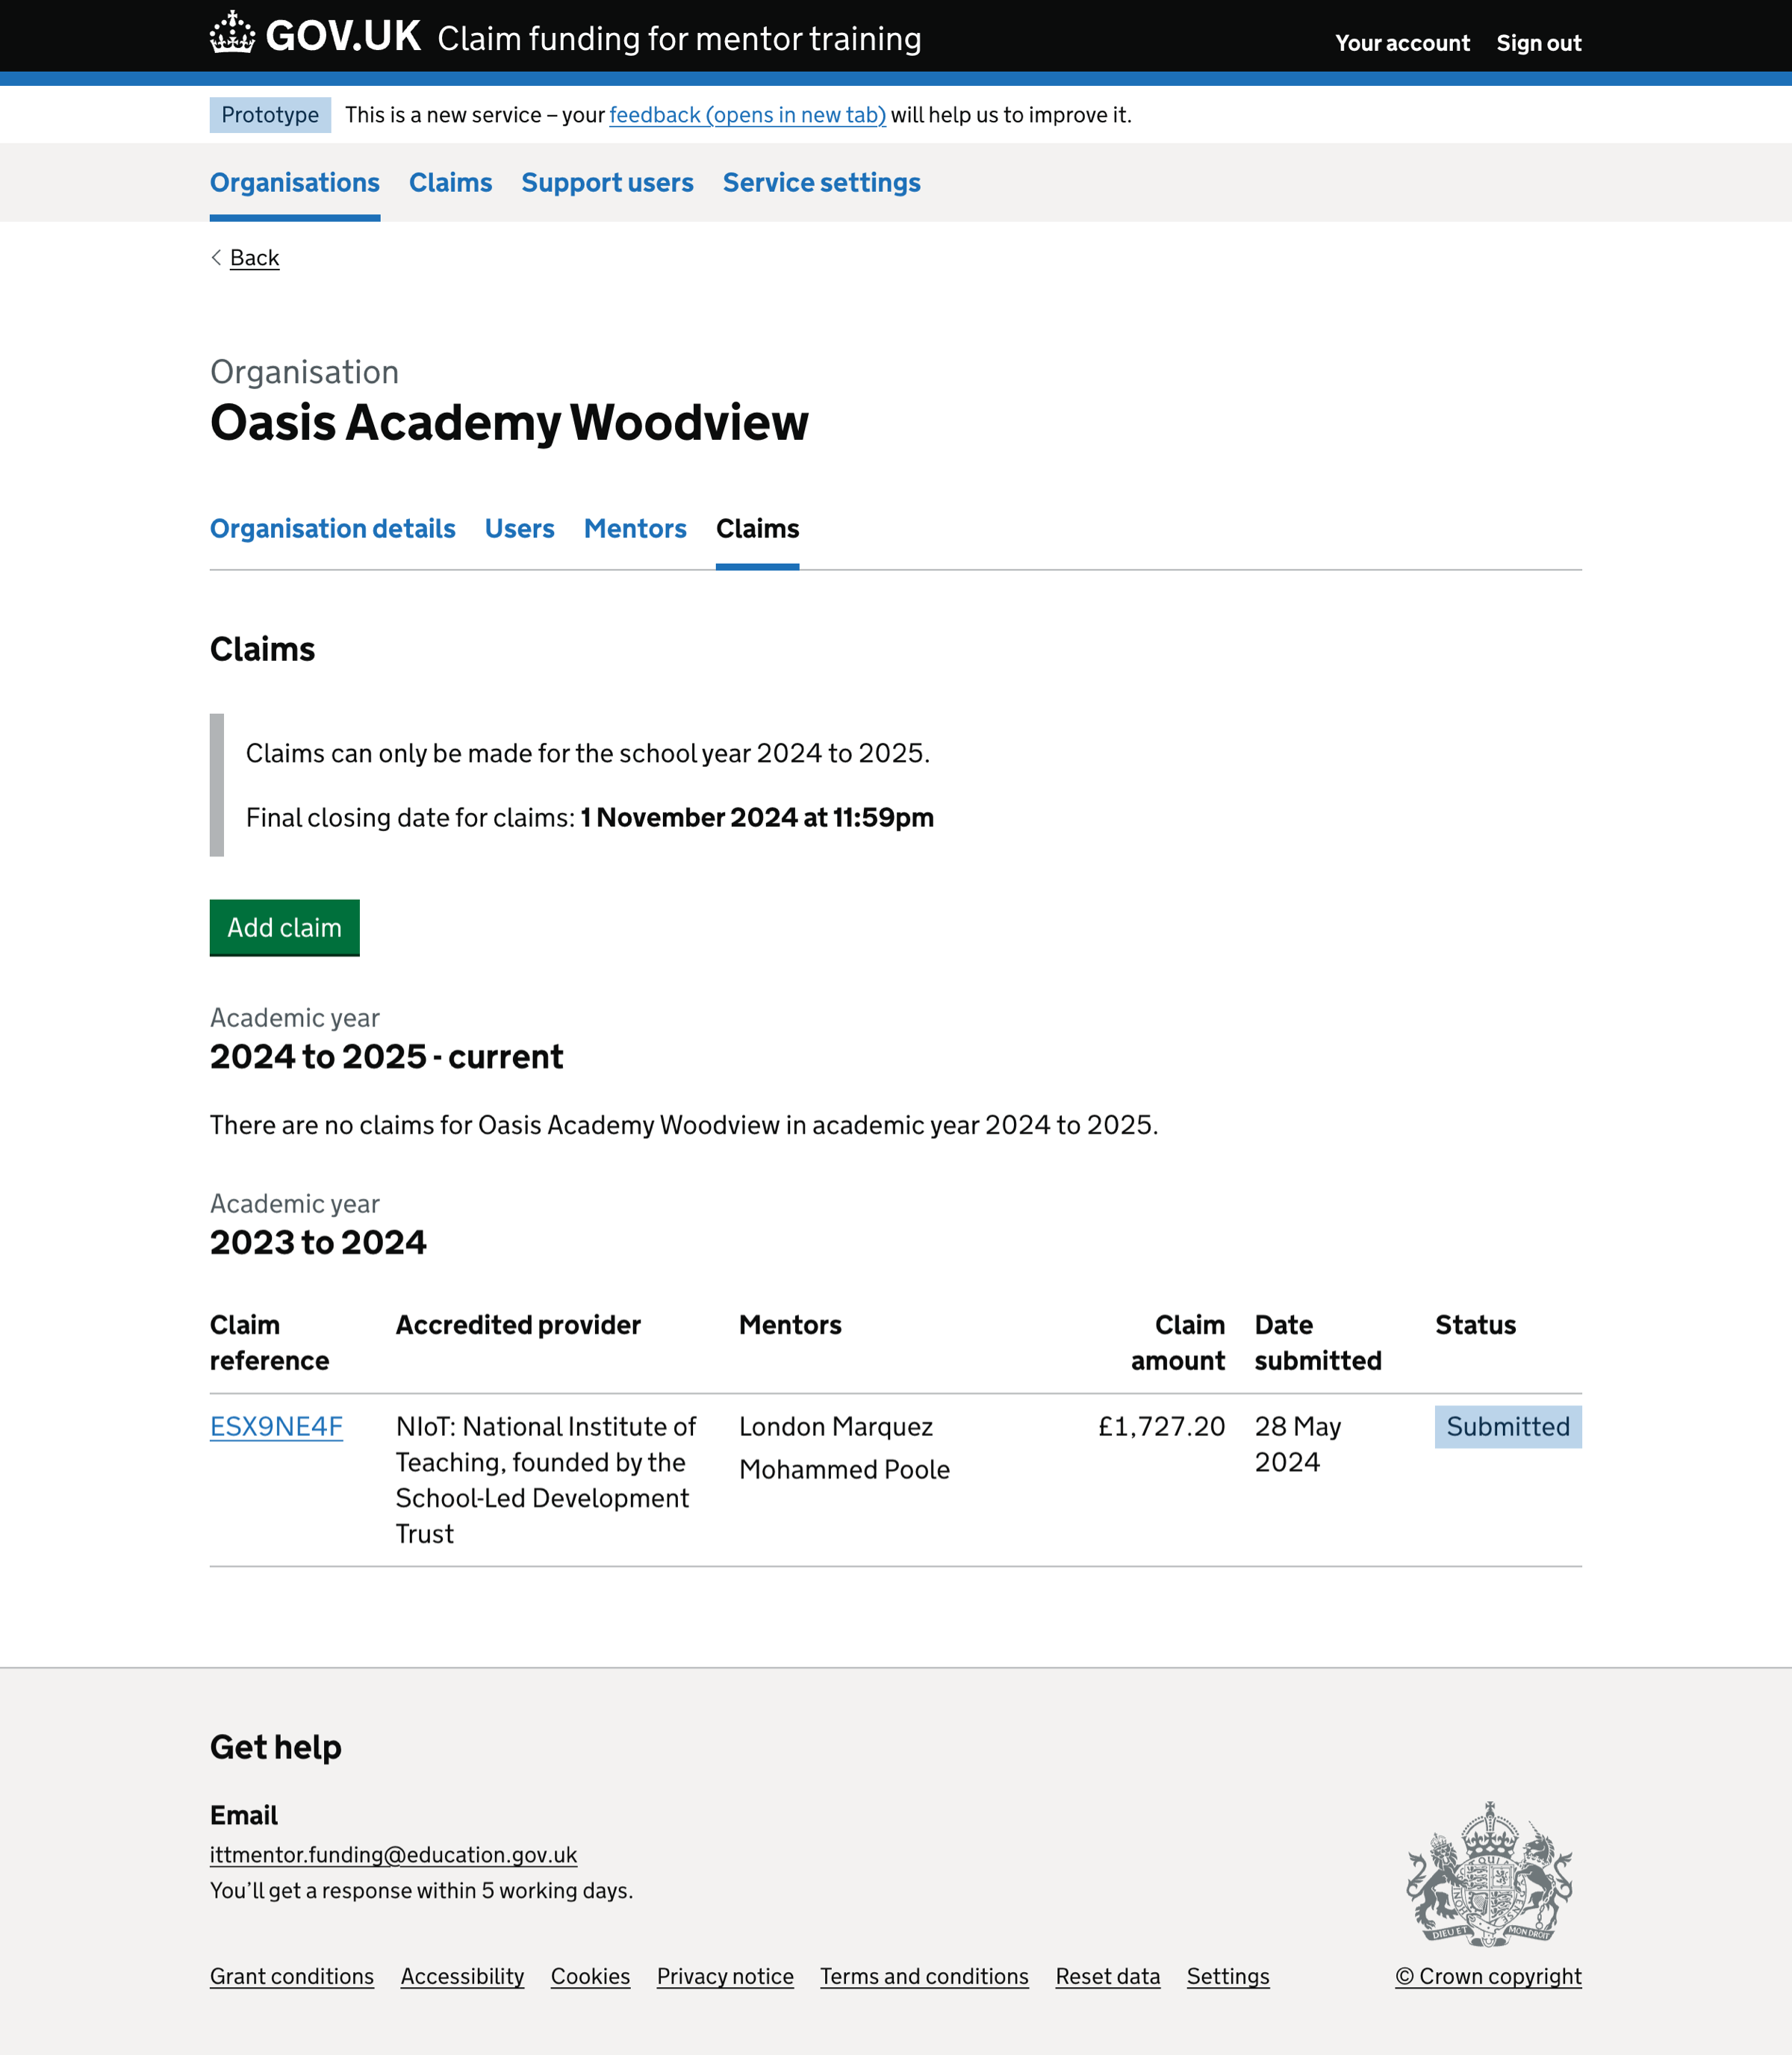 GOV.UK Claim funding for mentor training
Your account Sign out
Prototype This is a new service – your feedback (opens in new tab) will help us to improve it.
Organisations Claims Support users Service settings
Back
Organisation
Oasis Academy Woodview
Organisation details Users Mentors Claims
Claims
Claims can only be made for the school year 2024 to 2025.
Final closing date for claims: 1 November 2024 at 11:59pm
Add claim
Academic year
2024 to 2025 - current
There are no claims for Oasis Academy Woodview in academic year 2024 to 2025.
Academic year
2023 to 2024
Claim reference
Accredited provider
Mentors
Claim amount
Date submitted
Status
ESX9NE4F
NIoT: National Institute of
Teaching, founded by the
School-Led Development
Trust
London Marquez
Mohammed Poole
£1,727.20
28 May
2024
Submitted
Get help
Email
ittmentor.funding@education.gov.uk
You’ll get a response within 5 working days.
DIEU ET MON DROIT
Grant conditions Accessibility Cookies Privacy notice Terms and conditions Reset data Settings
© Crown copyright